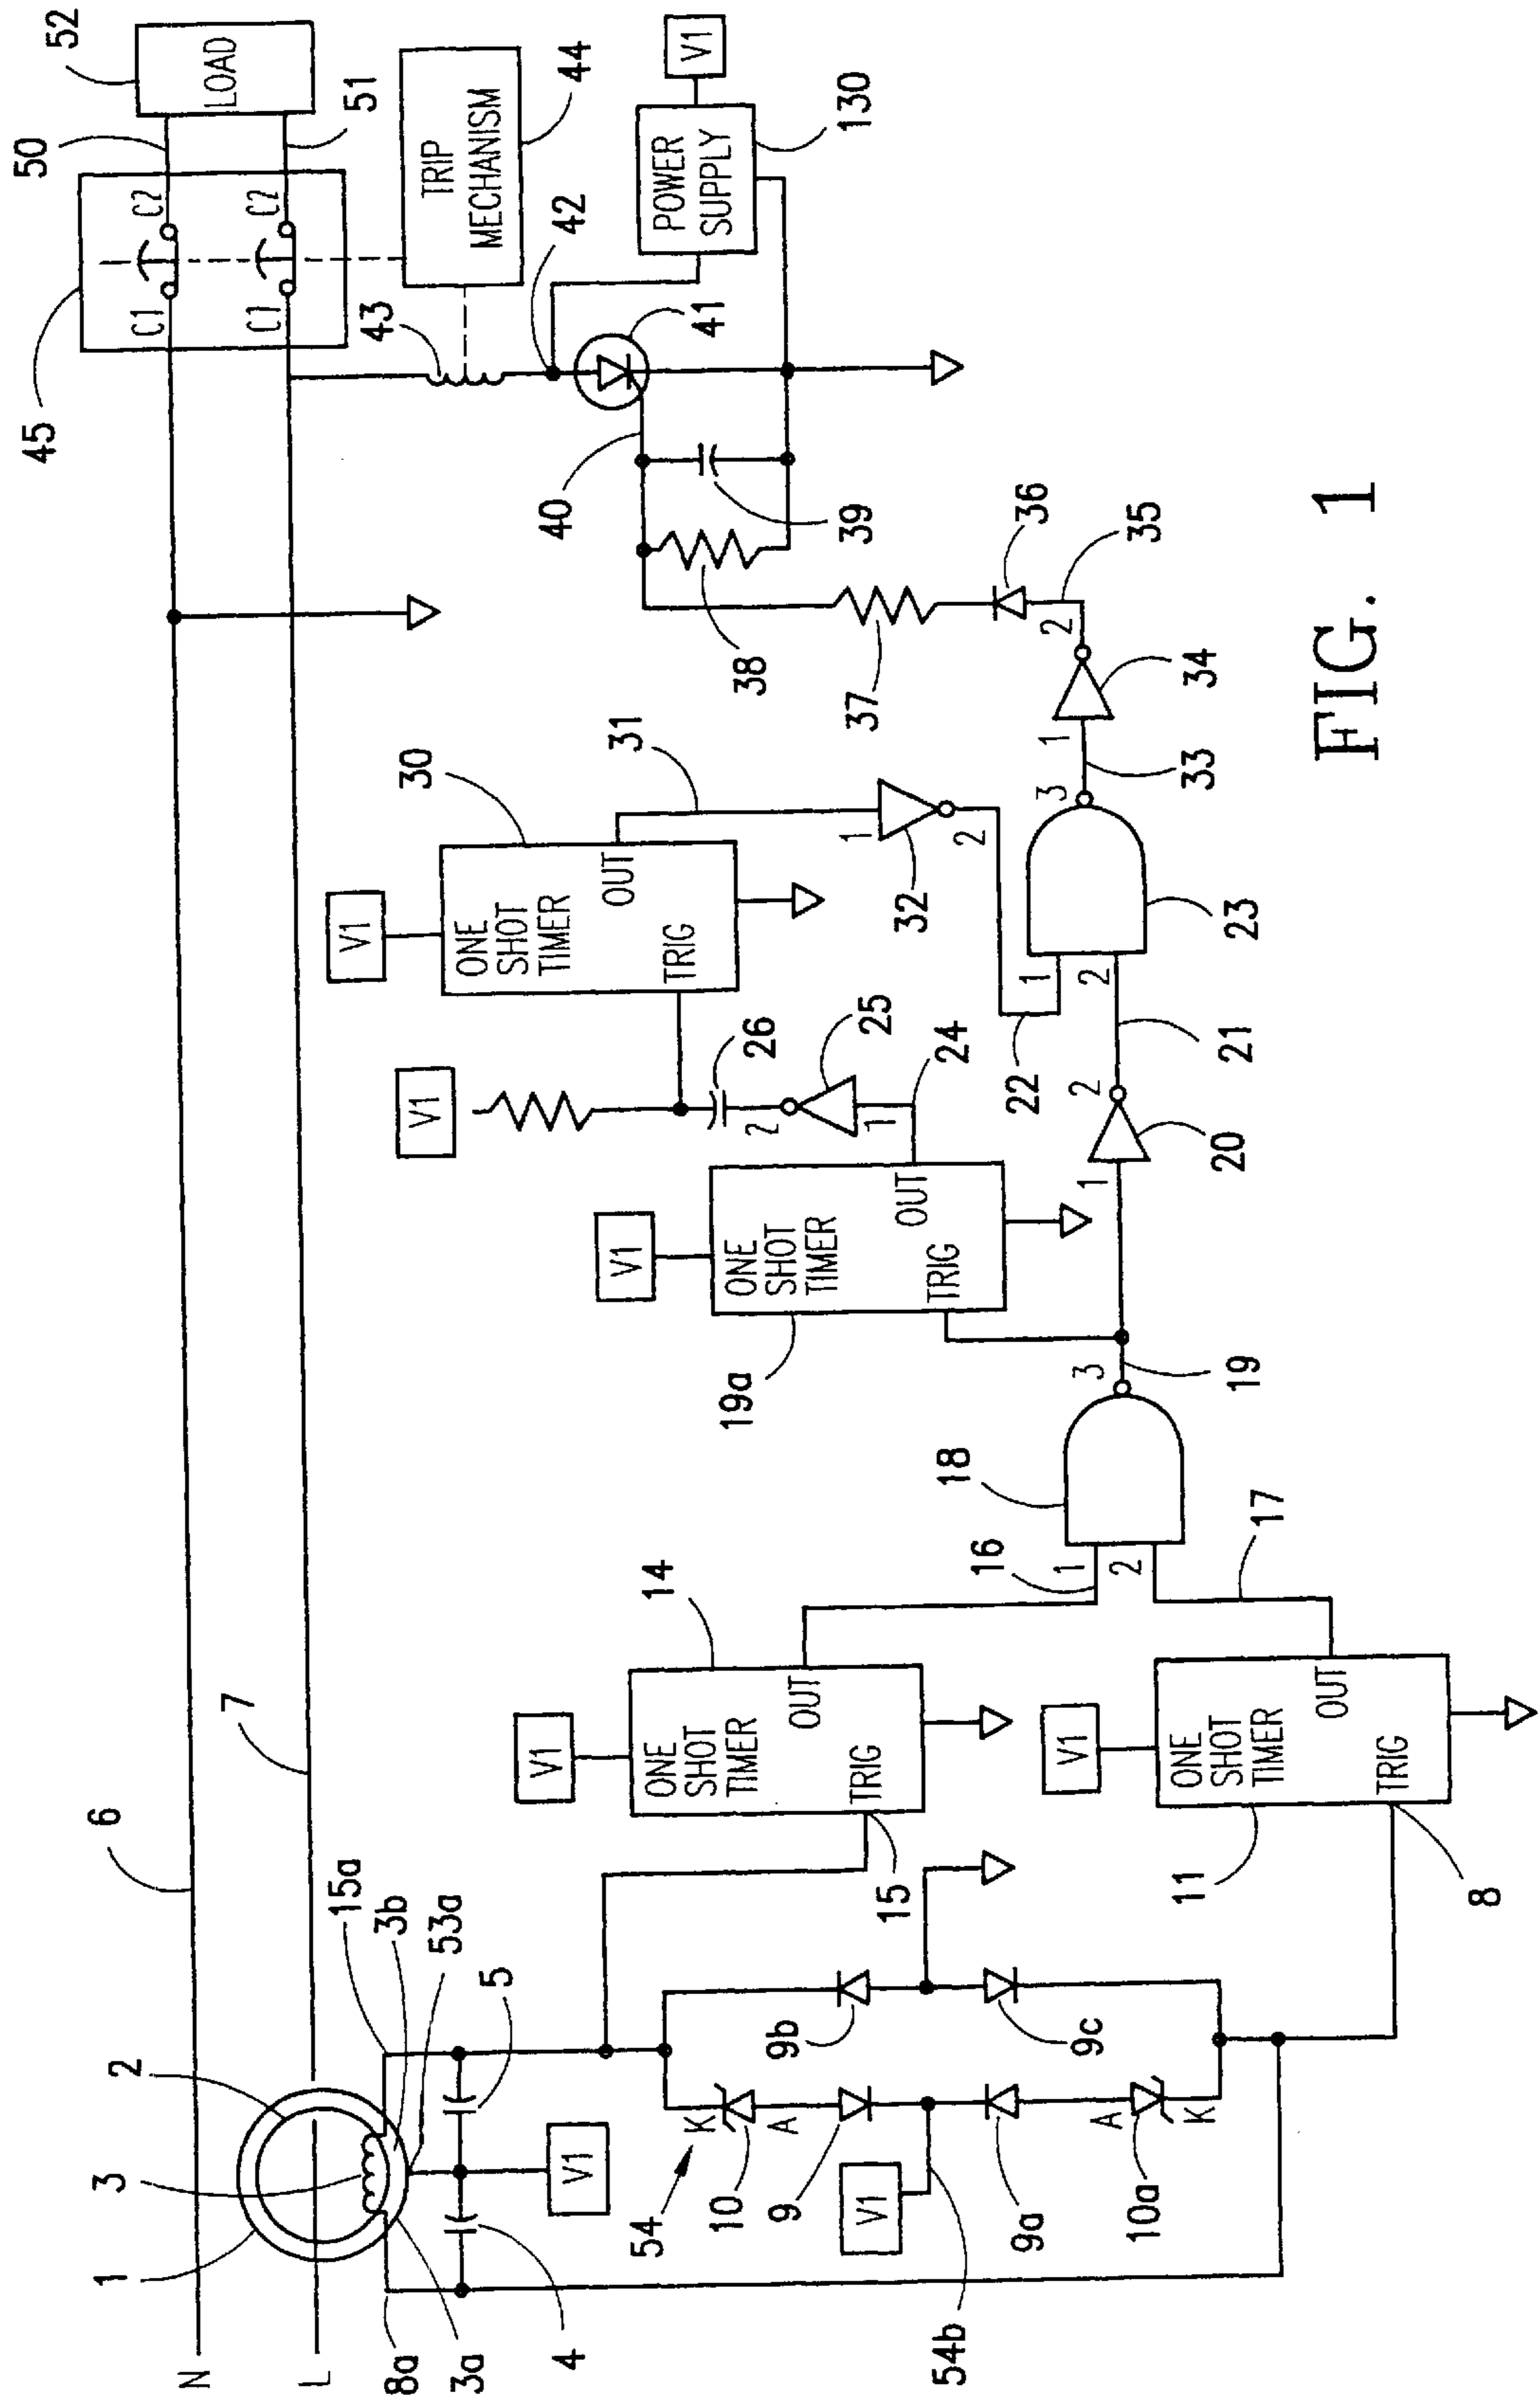 N
L
1
2
3
6
7
8a
3a
4
15a
3b
53a
5
V1
54
K
10
A
9
V1
54b
9a
A
10a
K
9b
9c
15
V1
ONE
SHOT
TIMER
TRIG
OUT
14
V1
ONE
SHOT
TIMER
TRIG
OUT
11
8
16
17
1
2
18
3
19
19a
V1
ONE
SHOT
TIMER
TRIG
OUT
1
20
2
21
24
1
25
2
26
V1
V1
ONE
SHOT
TIMER
TRIG
OUT
30
31
1
32
2
22
1
2
23
3
33
1
34
2
35
36
37
38
39
40
41
42
43
45
C1
C2
C1
C2
50
51
52
LOAD
TRIP
MECHANISM
44
POWER
SUPPLY
130
V1
FIG. 1